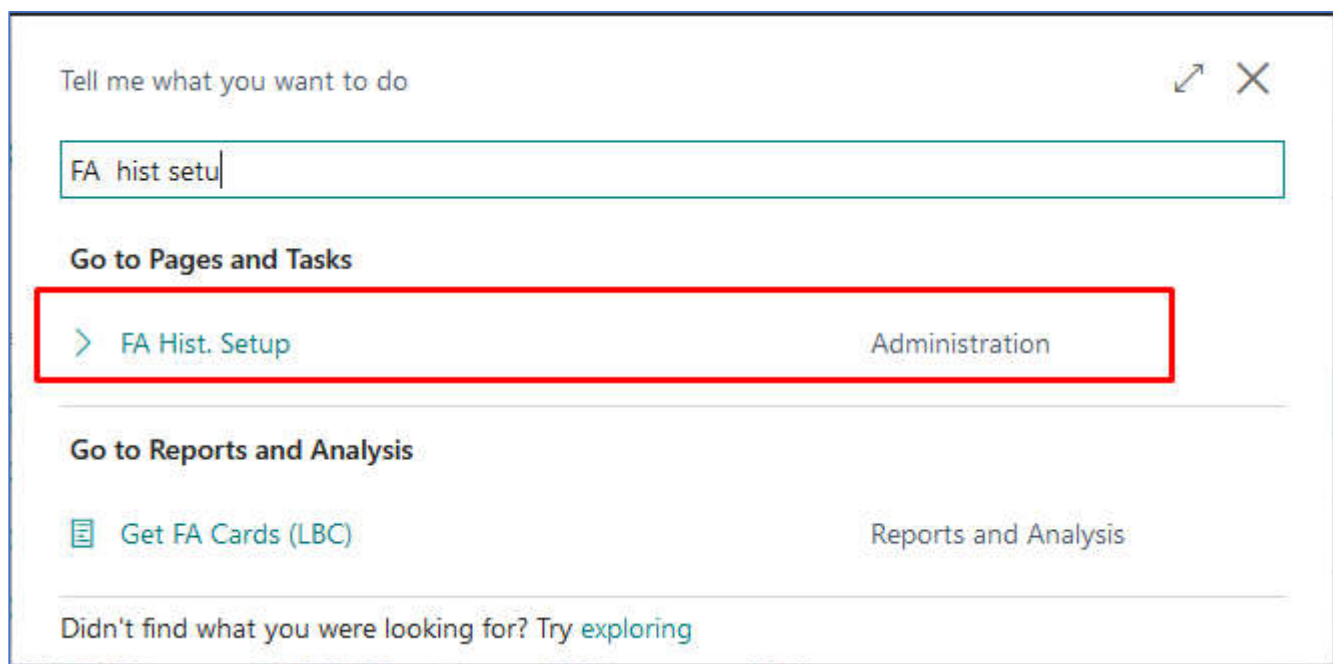 Tell me what you want to do
FA  hist setu
Go to Pages and Tasks
FA Hist. Setup Administration
Go to Reports and Analysis
Get FA Cards (LBC) Reports and Analysis
Didn't find what you were looking for? Try exploring